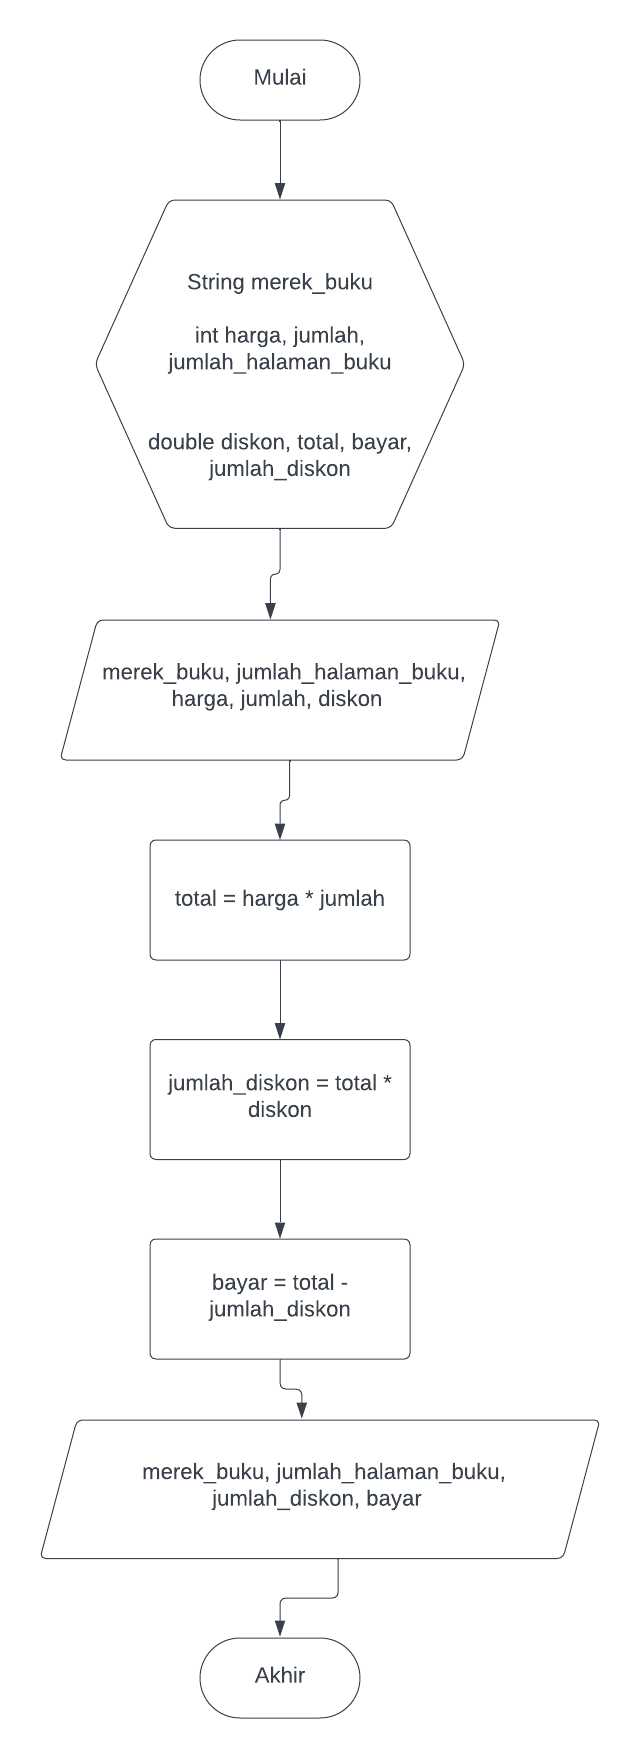 Mulai
String merek_buku
int harga, jumlah,
jumlah_halaman_buku
double diskon, total, bayar,
jumlah_diskon
merek_buku, jumlah_halaman_buku,
harga, jumlah, diskon
total = harga * jumlah
jumlah_diskon = total *
diskon
bayar = total -
jumlah_diskon
merek_buku, jumlah_halaman_buku,
jumlah_diskon, bayar
Akhir